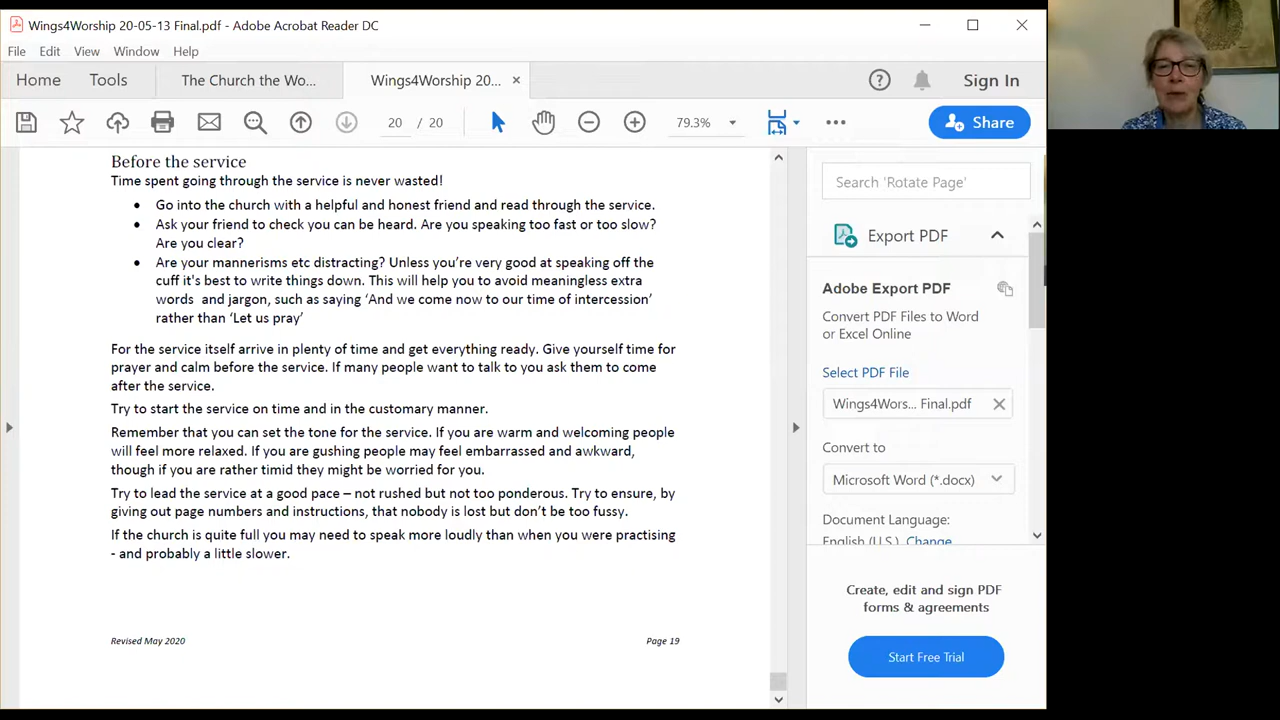 Wings4Worship 20-05-13 Final.pdf - Adobe Acrobat Reader DC
File Edit View Window Help
Home Tools The Church the Wo... Wings4Worship 20... Sign In
20 / 20 79.3% Share
Before the service
Time spent going through the service is never wasted!
• Go into the church with a helpful and honest friend and read through the service.
• Ask your friend to check you can be heard. Are you speaking too fast or too slow?
Are you clear?
• Are your mannerisms etc distracting? Unless you’re very good at speaking off the
cuff it's best to write things down. This will help you to avoid meaningless extra
words and jargon, such as saying ‘And we come now to our time of intercession’
rather than ‘Let us pray’
For the service itself arrive in plenty of time and get everything ready. Give yourself time for
prayer and calm before the service. If many people want to talk to you ask them to come
after the service.
Try to start the service on time and in the customary manner.
Remember that you can set the tone for the service. If you are warm and welcoming people
will feel more relaxed. If you are gushing people may feel embarrassed and awkward,
though if you are rather timid they might be worried for you.
Try to lead the service at a good pace – not rushed but not too ponderous. Try to ensure, by
giving out page numbers and instructions, that nobody is lost but don’t be too fussy.
If the church is quite full you may need to speak more loudly than when you were practising
- and probably a little slower.
Revised May 2020 Page 19
Search 'Rotate Page'
Export PDF
Adobe Export PDF
Convert PDF Files to Word
or Excel Online
Select PDF File
Wings4Wors... Final.pdf
Convert to
Microsoft Word (*.docx)
Document Language:
English (U.S.) Change
Create, edit and sign PDF
forms & agreements
Start Free Trial